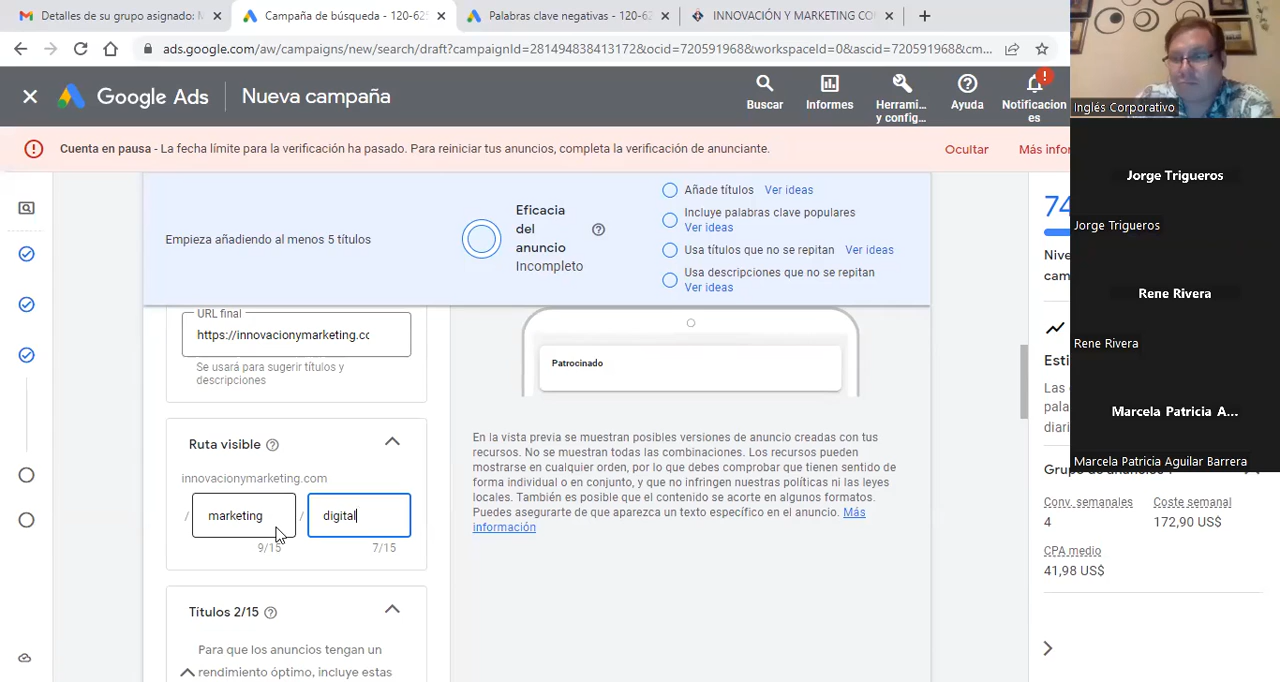 Detalles de su grupo asignado: M
Campaña de búsqueda - 120-625
Palabras clave negativas - 120-62
INNOVACIÓN Y MARKETING CO
ads.google.com/aw/campaigns/new/search/draft?campaignId=281494838413172&ocid=720591968&workspaceId=0&ascid=720591968&cm...
Google Ads
Nueva campaña
Buscar
Informes
Herrami...
y config...
Ayuda
Notificacion
es
Cuenta en pausa - La fecha límite para la verificación ha pasado. Para reiniciar tus anuncios, completa la verificación de anunciante.
Ocultar
Más infor
Empieza añadiendo al menos 5 títulos
Eficacia
del
anuncio
Incompleto
Añade títulos Ver ideas
Incluye palabras clave populares
Ver ideas
Usa títulos que no se repitan Ver ideas
Usa descripciones que no se repitan
Ver ideas
URL final
https://innovacionymarketing.cc
Se usará para sugerir títulos y
descripciones
Ruta visible
innovacionymarketing.com
/ marketing / digital
9/15 7/15
Títulos 2/15
Para que los anuncios tengan un
rendimiento óptimo, incluye estas
Patrocinado
En la vista previa se muestran posibles versiones de anuncio creadas con tus
recursos. No se muestran todas las combinaciones. Los recursos pueden
mostrarse en cualquier orden, por lo que debes comprobar que tienen sentido de
forma individual o en conjunto, y que no infringen nuestras políticas ni las leyes
locales. También es posible que el contenido se acorte en algunos formatos.
Puedes asegurarte de que aparezca un texto específico en el anuncio. Más
información
74
Nive
cam
Esti
Las
pala
diari
Conv. semanales
4
Coste semanal
172,90 US$
CPA medio
41,98 US$
Inglés Corporativo
Jorge Trigueros
Jorge Trigueros
Rene Rivera
Rene Rivera
Marcela Patricia A...
Marcela Patricia Aguilar Barrera